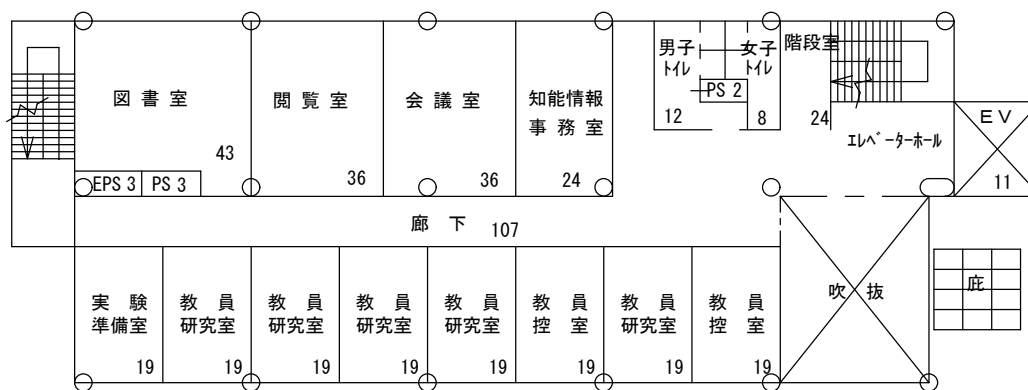 男子
トイレ
女子
トイレ
階段室
図書室
閲覧室
会議室
知能情報
事務室
PS 2
12
8
24
エレベーターホール
EV
11
43
36
36
24
EPS 3
PS 3
廊下
107
実験
準備室
19
教員
研究室
19
教員
研究室
19
教員
研究室
19
教員
研究室
19
教員
控室
19
教員
研究室
19
教員
控室
19
吹抜
庇